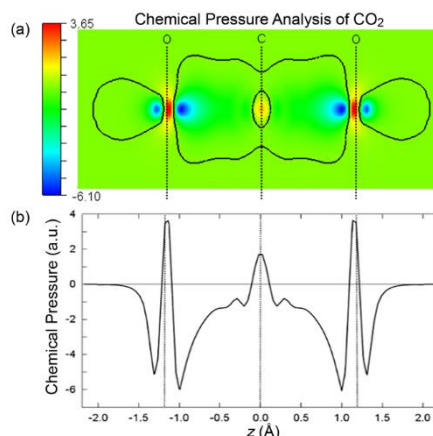 Chemical Pressure Analysis of CO₂
(a)
3.65
-6.10
O
C
O
(b)
Chemical Pressure (a.u.)
4
2
0
-2
-4
-6
-2.0
-1.5
-1.0
-0.5
0.0
0.5
1.0
1.5
2.0
z (Å)